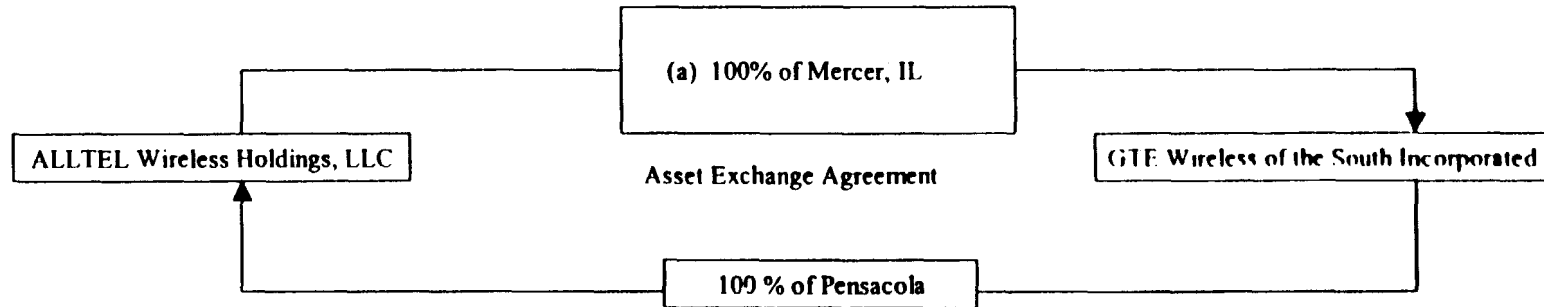 (a) 100% of Mercer, IL
ALLTEL Wireless Holdings, LLC
GTE Wireless of the South Incorporated
Asset Exchange Agreement
100 % of Pensacola